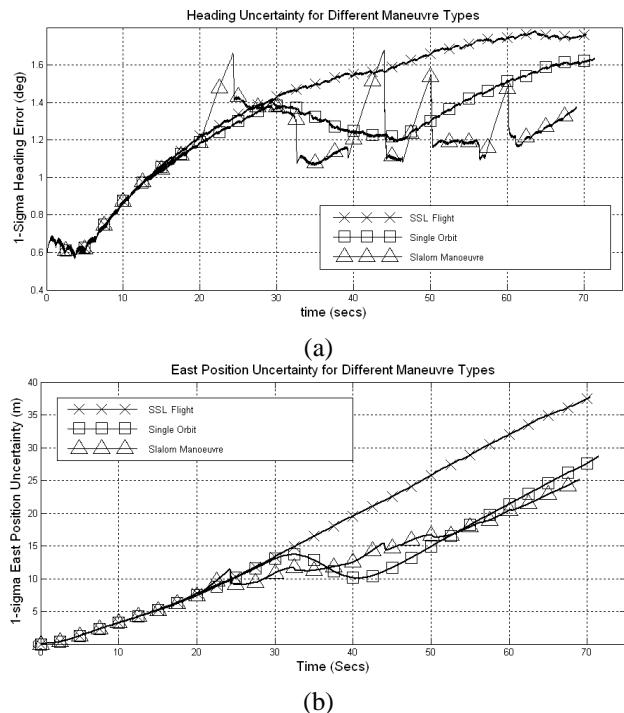 Heading Uncertainty for Different Maneuvre Types
1-Sigma Heading Error (deg)
1.6
1.4
1.2
1
0.8
0.6
0.4
0
10
20
30
40
50
60
70
SSL Flight
Single Orbit
Slalom Manoeuvre
time (secs)
(a)
East Position Uncertainty for Different Maneuvre Types
1-sigma East Position Uncertainty (m)
40
35
30
25
20
15
10
5
0
10
20
30
40
50
60
70
SSL Flight
Single Orbit
Slalom Manoeuvre
Time (Secs)
(b)